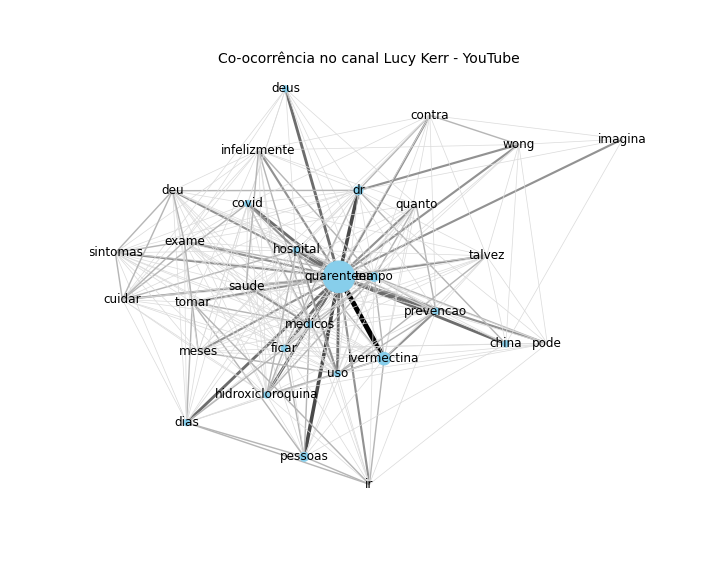 Co-ocorrência no canal Lucy Kerr - YouTube
deus
contra
imagina
wong
infelizmente
deu
dr
covid
quanto
exame
hospital
sintomas
talvez
quarentena
tempo
saude
cuidar
tomar
prevencao
medicos
china
pode
ficar
meses
ivermectina
uso
hidroxicloroquina
dias
pessoas
ir